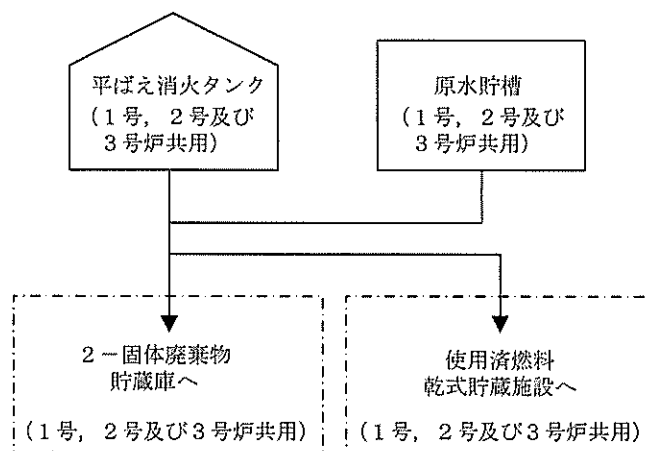 平ばえ消火タンク
(1号, 2号及び
3号炉共用)
原水貯槽
(1号, 2号及び
3号炉共用)
2-固体廃棄物
貯蔵庫へ
(1号, 2号及び3号炉共用)
使用済燃料
乾式貯蔵施設へ
(1号, 2号及び3号炉共用)